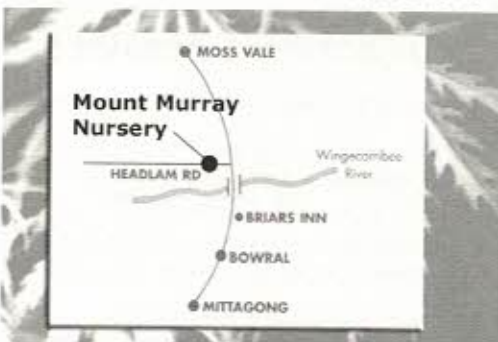 MOSS VALE
Mount Murray
Nursery
HEADLAM RD
Wingecarribee
River
BRIARS INN
BOWRAL
MITTAGONG